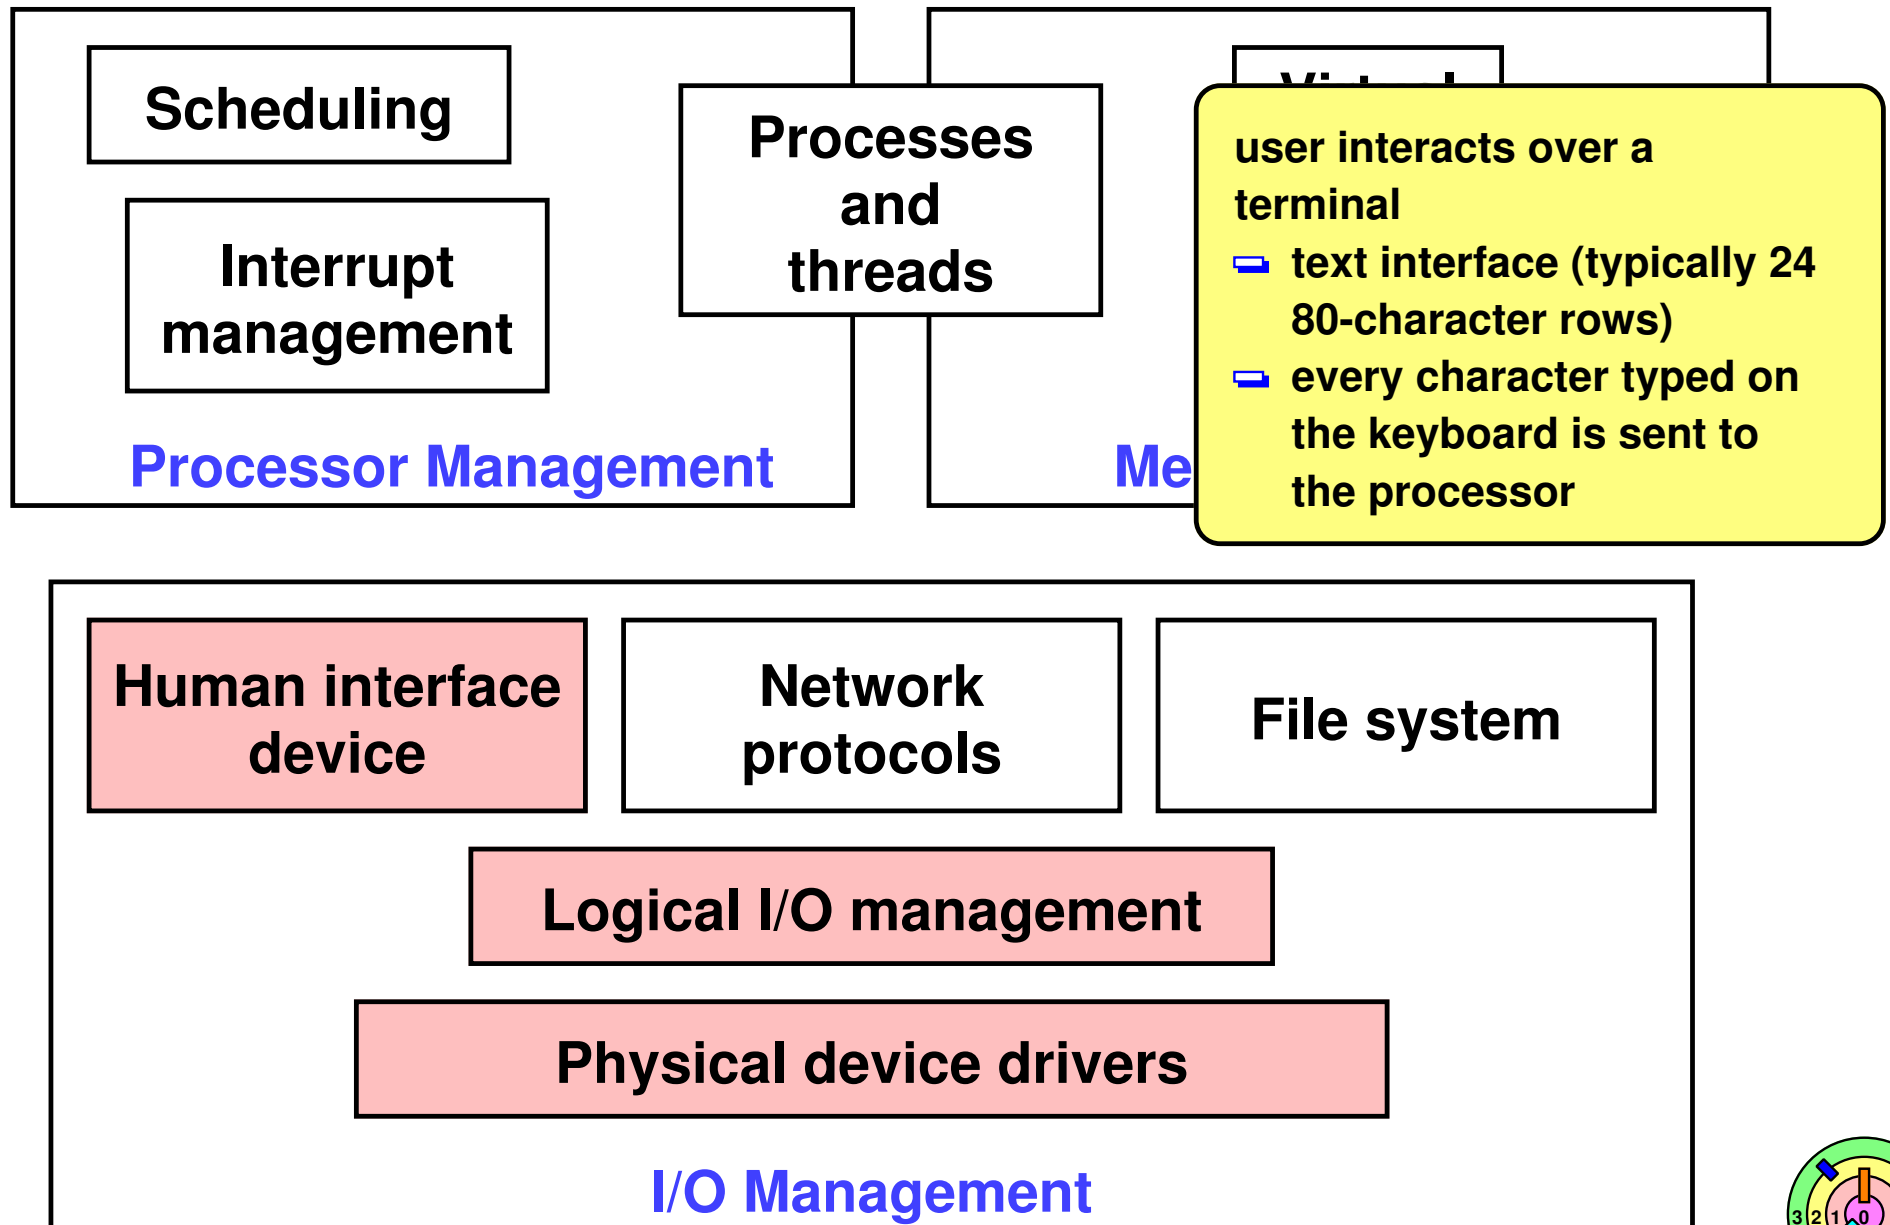 Scheduling
Interrupt
management
Processor Management
Processes
and
threads
user interacts over a
terminal
text interface (typically 24
80-character rows)
every character typed on
the keyboard is sent to
the processor
Human interface
device
Network
protocols
File system
Logical I/O management
Physical device drivers
I/O Management
3 2 1 0